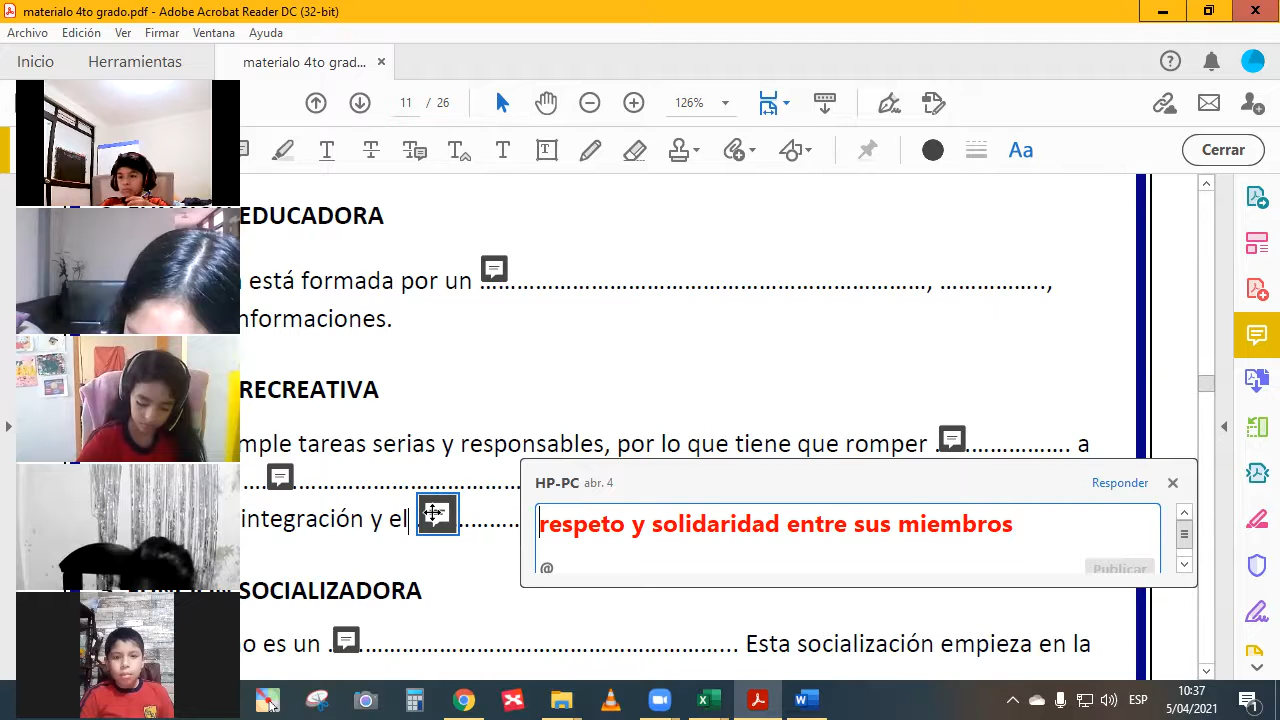 materialo 4to grado.pdf - Adobe Acrobat Reader DC (32-bit)
Archivo Edición Ver Firmar Ventana Ayuda
Inicio Herramientas materialo 4to grad... ×
11 / 26 126%
Aa Cerrar
EDUCADORA
está formada por un ……………………………………………………………, ……………..,
nformaciones.
RECREATIVA
mple tareas serias y responsables, por lo que tiene que romper ………………… a
HP-PC abr. 4 Responder
integración y el
respeto y solidaridad entre sus miembros
@ Publicar
SOCIALIZADORA
o es un ………………………………………………………... Esta socialización empieza en la
ESP
10:37
5/04/2021
1